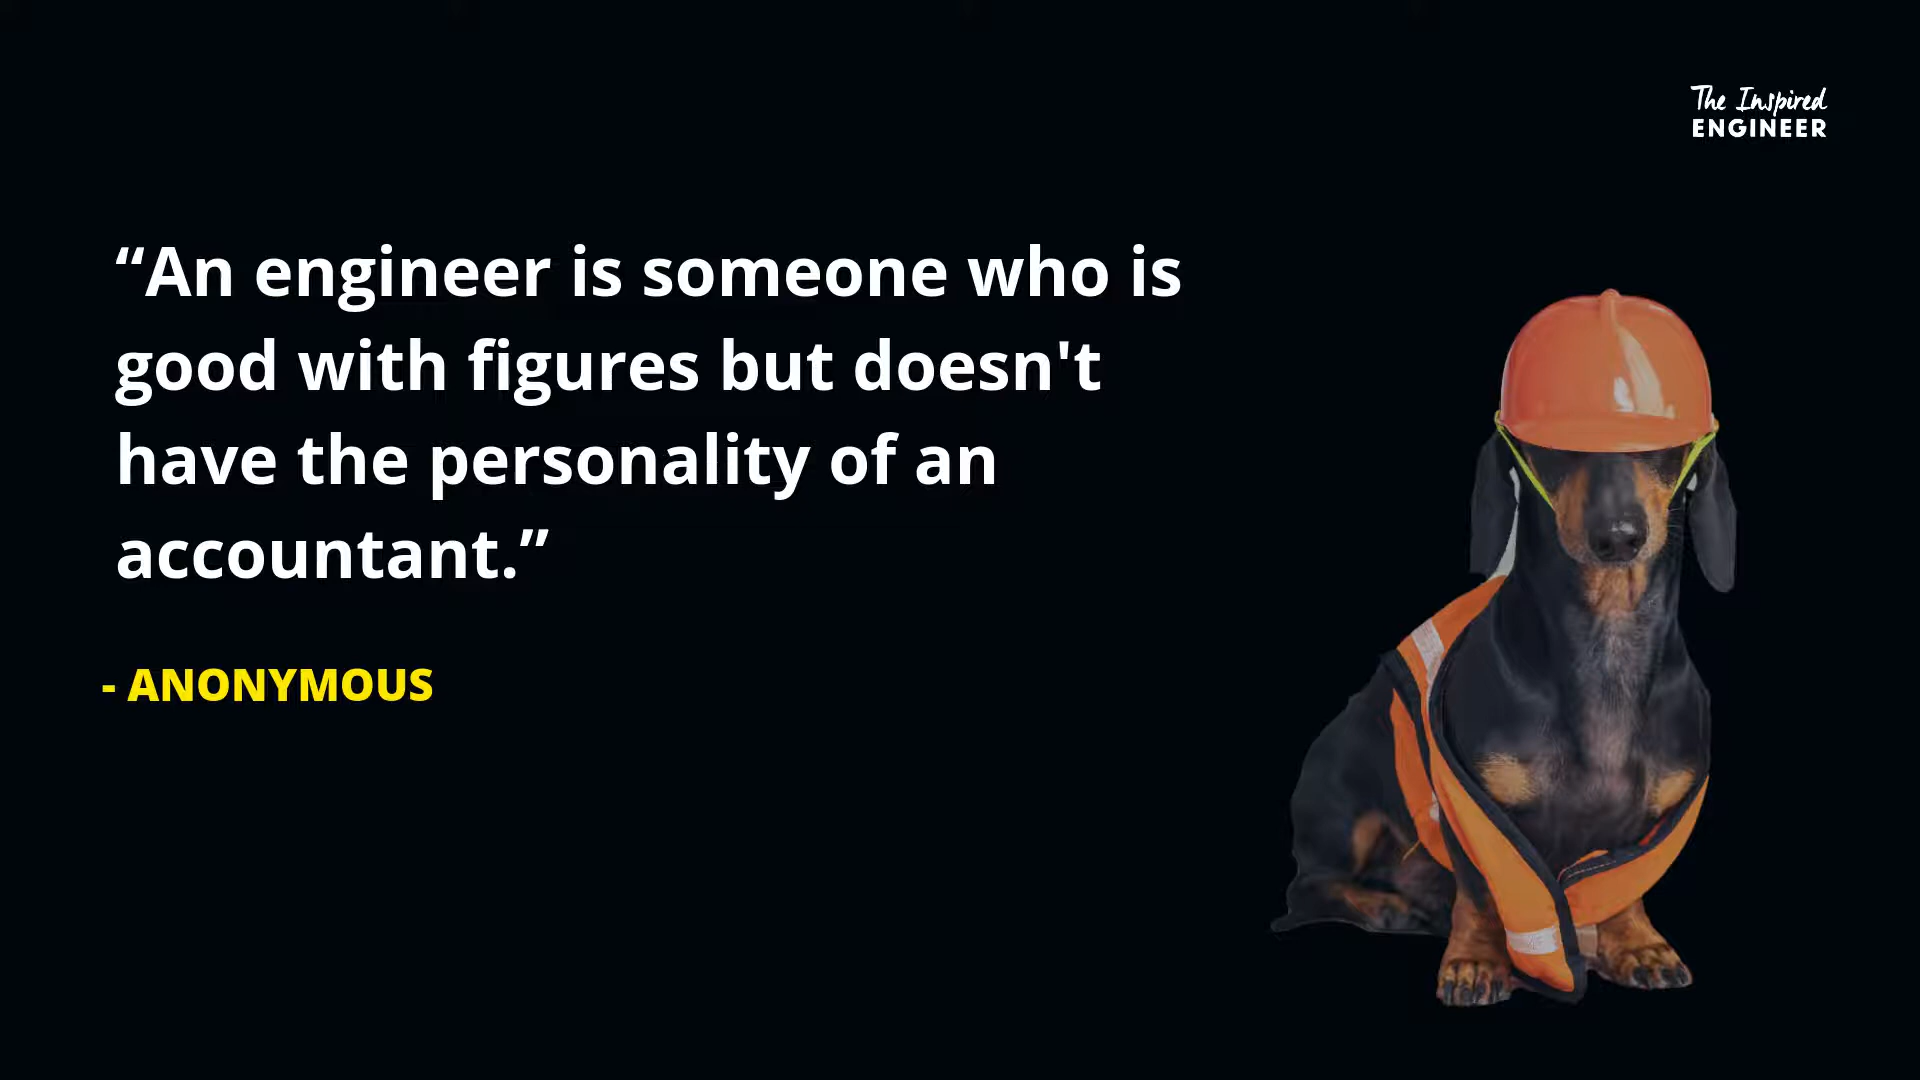 The Inspired
ENGINEER
“An engineer is someone who is
good with figures but doesn't
have the personality of an
accountant.”
- ANONYMOUS